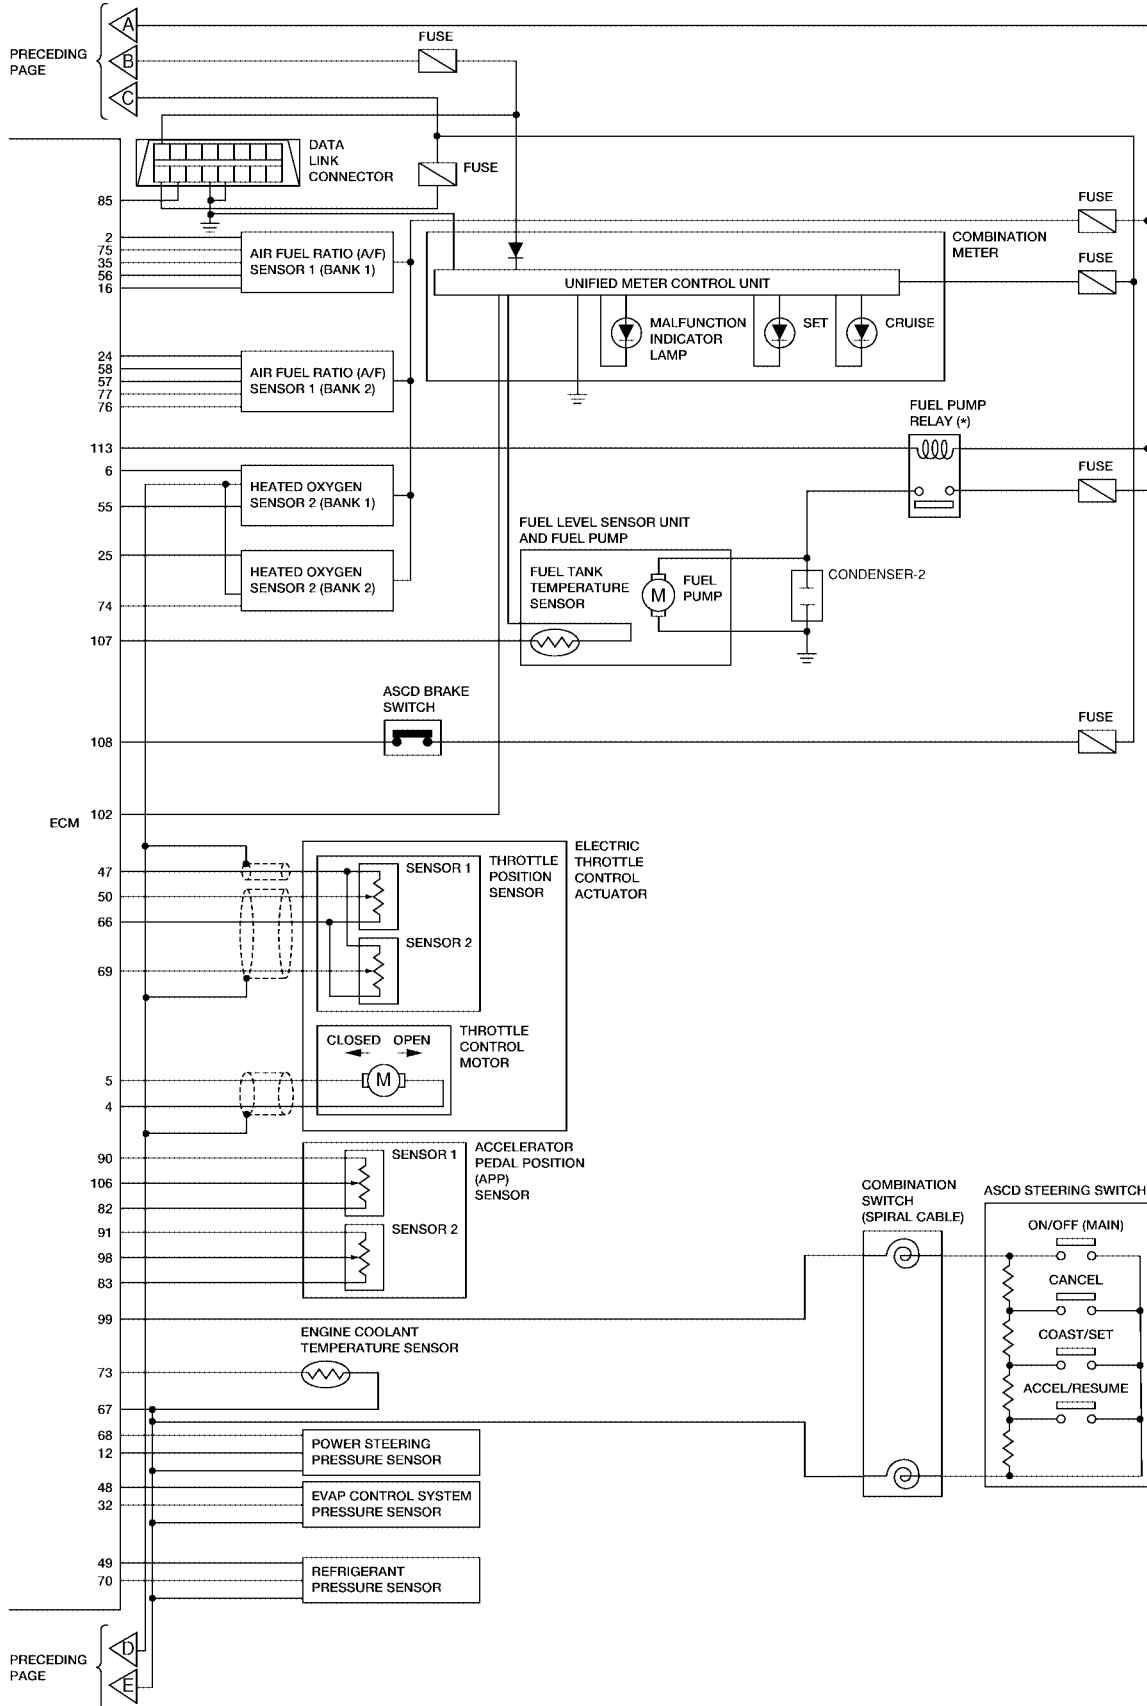 PRECEDING
PAGE
A
B
C
FUSE
DATA
LINK
CONNECTOR
FUSE
85
2
75
35
56
16
AIR FUEL RATIO (A/F)
SENSOR 1 (BANK 1)
FUSE
COMBINATION
METER
FUSE
UNIFIED METER CONTROL UNIT
MALFUNCTION
INDICATOR
LAMP
SET
CRUISE
24
58
57
77
76
AIR FUEL RATIO (A/F)
SENSOR 1 (BANK 2)
FUEL PUMP
RELAY (*)
113
6
55
HEATED OXYGEN
SENSOR 2 (BANK 1)
FUSE
25
74
HEATED OXYGEN
SENSOR 2 (BANK 2)
FUEL LEVEL SENSOR UNIT
AND FUEL PUMP
FUEL TANK
TEMPERATURE
SENSOR
M
FUEL
PUMP
CONDENSER-2
107
ASCD BRAKE
SWITCH
108
FUSE
ECM
102
47
50
66
69
SENSOR 1
SENSOR 2
THROTTLE
POSITION
SENSOR
ELECTRIC
THROTTLE
CONTROL
ACTUATOR
CLOSED OPEN
M
THROTTLE
CONTROL
MOTOR
5
4
90
106
82
91
98
83
SENSOR 1
SENSOR 2
ACCELERATOR
PEDAL POSITION
(APP)
SENSOR
COMBINATION
SWITCH
(SPIRAL CABLE)
ASCD STEERING SWITCH
ON/OFF (MAIN)
CANCEL
COAST/SET
ACCEL/RESUME
99
ENGINE COOLANT
TEMPERATURE SENSOR
73
67
68
12
POWER STEERING
PRESSURE SENSOR
48
32
EVAP CONTROL SYSTEM
PRESSURE SENSOR
49
70
REFRIGERANT
PRESSURE SENSOR
PRECEDING
PAGE
D
E